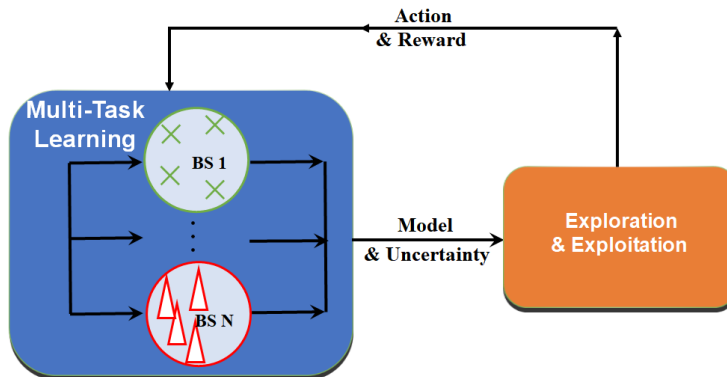 Action
& Reward
Multi-Task
Learning
BS 1
BS N
Model
& Uncertainty
Exploration
& Exploitation